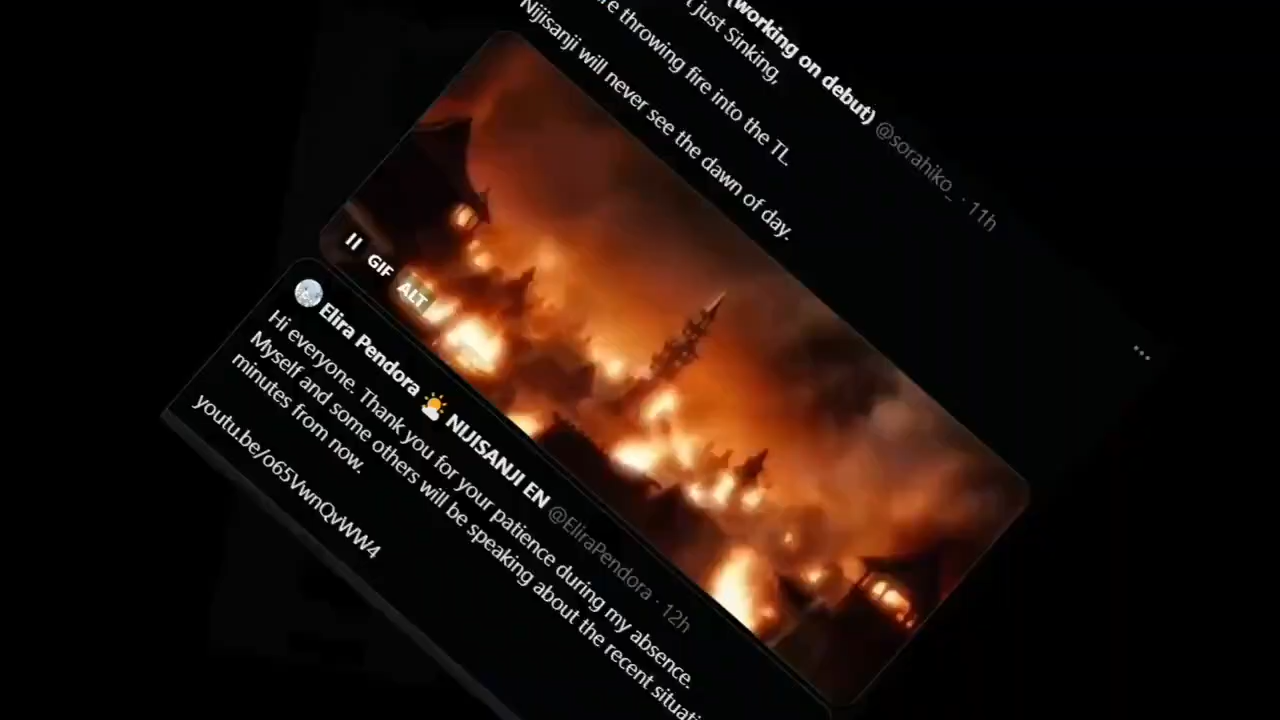 (working on debut) @sorahiko_ · 11h
just Sinking,
throwing fire into the TL
Nijisanji will never see the dawn of day.
GIF ALT
Elira Pendora 🌤️ NIJISANJI EN @EliraPendora · 12h
Hi everyone. Thank you for your patience during my absence.
Myself and some others will be speaking about the recent
minutes from now.
youtu.be/o65VwnQvWW4